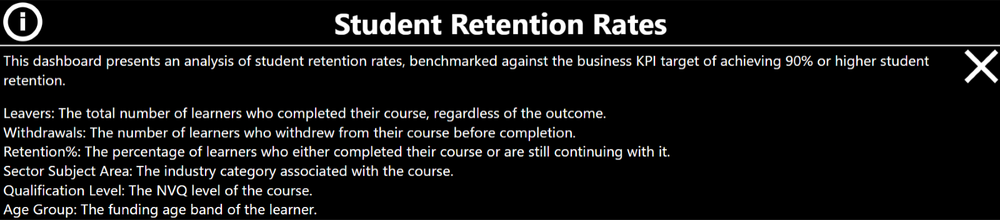 Student Retention Rates
This dashboard presents an analysis of student retention rates, benchmarked against the business KPI target of achieving 90% or higher student
retention.
Leavers: The total number of learners who completed their course, regardless of the outcome.
Withdrawals: The number of learners who withdrew from their course before completion.
Retention%: The percentage of learners who either completed their course or are still continuing with it.
Sector Subject Area: The industry category associated with the course.
Qualification Level: The NVQ level of the course.
Age Group: The funding age band of the learner.